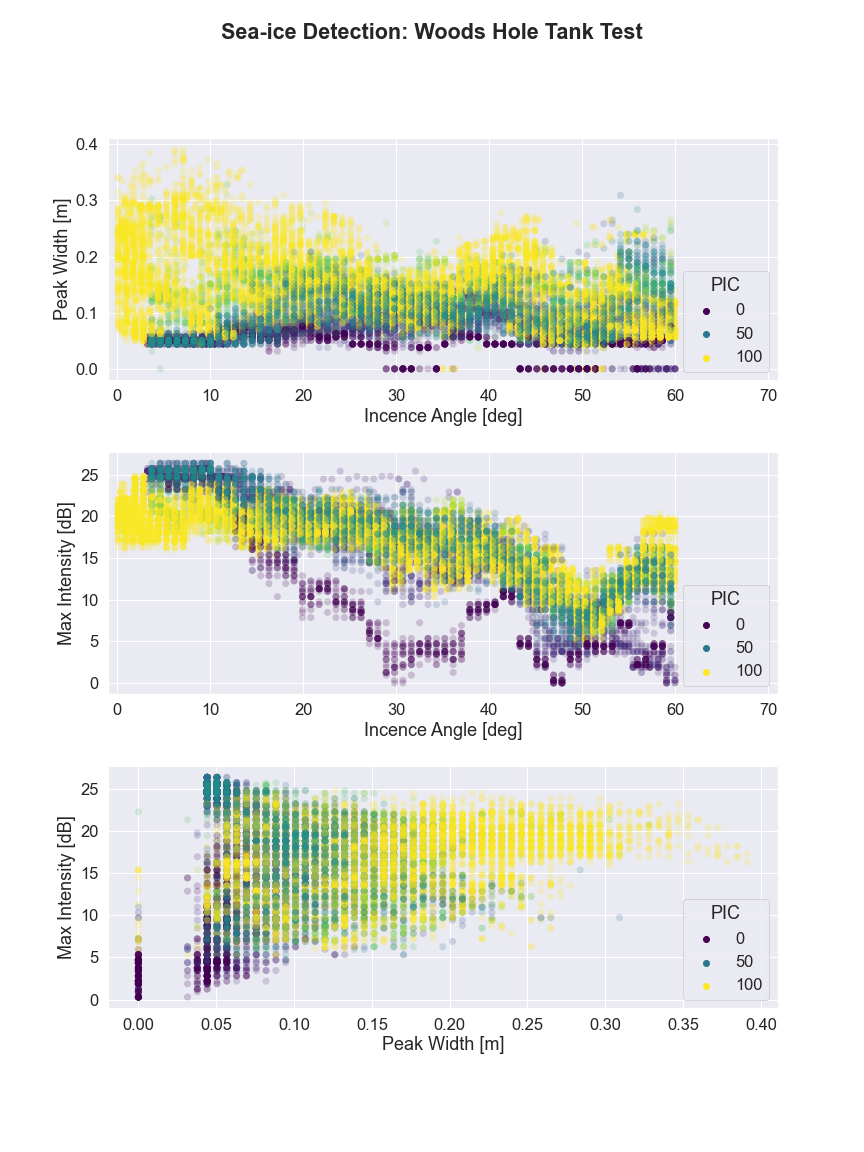 Sea-ice Detection: Woods Hole Tank Test
0.4
0.3
0.2
0.1
0.0
Peak Width [m]
PIC
0
50
100
0 10 20 30 40 50 60 70
Incence Angle [deg]
25
20
15
10
5
0
Max Intensity [dB]
PIC
0
50
100
0 10 20 30 40 50 60 70
Incence Angle [deg]
25
20
15
10
5
0
Max Intensity [dB]
PIC
0
50
100
0.00 0.05 0.10 0.15 0.20 0.25 0.30 0.35 0.40
Peak Width [m]